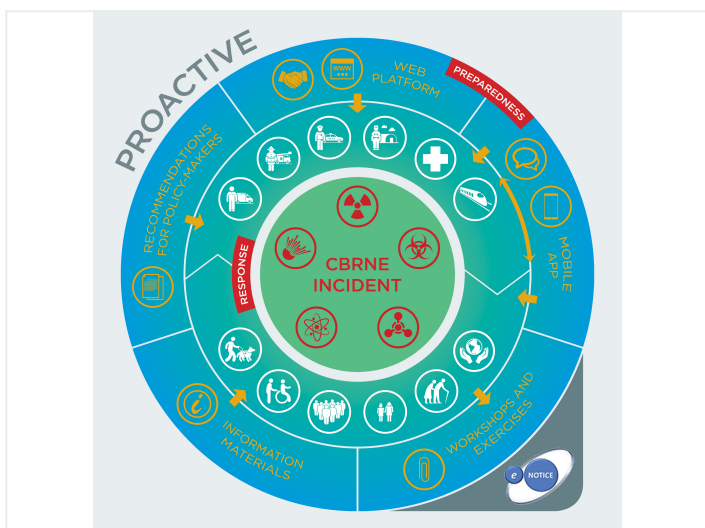 PROACTIVE
WEB
PLATFORM
www
PREPAREDNESS
RECOMMENDATIONS
FOR POLICY-MAKERS
MOBILE
APP
RESPONSE
CBRNE
INCIDENT
INFORMATION
MATERIALS
WORKSHOPS AND
EXERCISES
e NOTICE